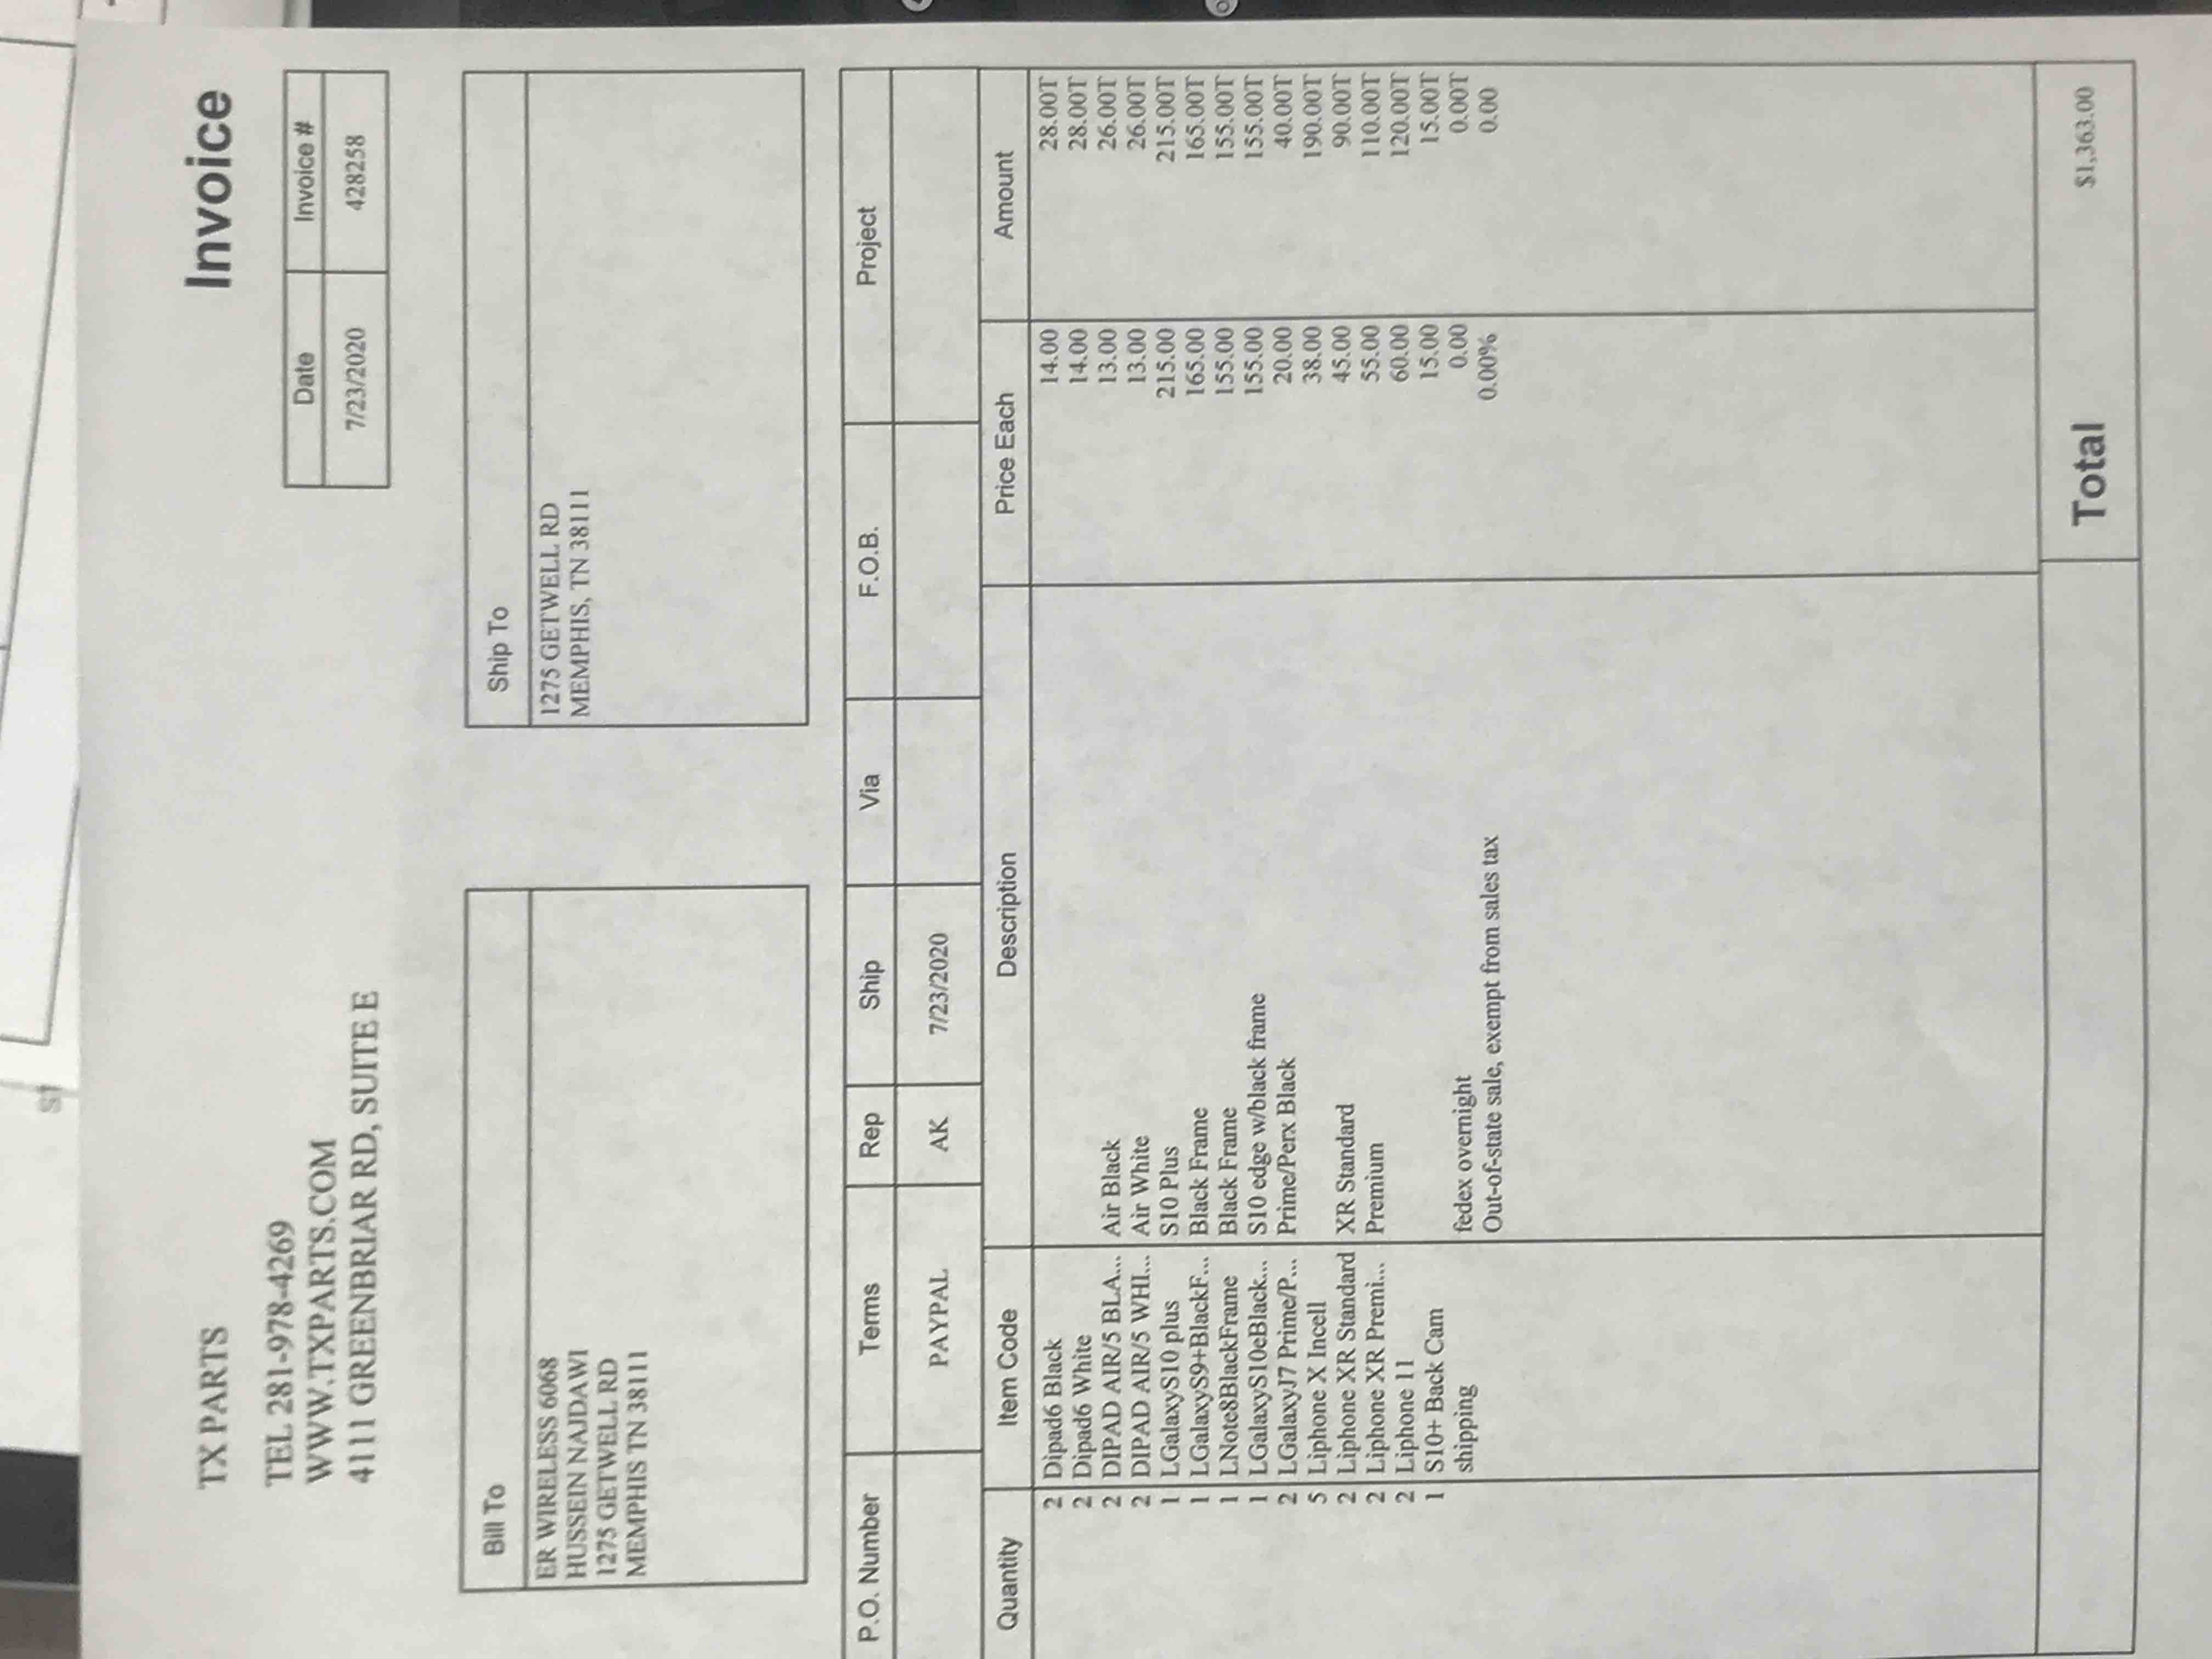 TX PARTS
Invoice
TEL 281-978-4269
WWW.TXPARTS.COM
4111 GREENBRIAR RD, SUITE E
Date Invoice #
7/23/2020 428258
Bill To
ER WIRELESS 6068
HUSSEIN NAJDAWI
1275 GETWELL RD
MEMPHIS TN 38111
Ship To
1275 GETWELL RD
MEMPHIS, TN 38111
P.O. Number Terms Rep Ship Via F.O.B. Project
PAYPAL AK 7/23/2020
Quantity Item Code Description Price Each Amount
2 Dipad6 Black 14.00 28.00T
2 Dipad6 White 14.00 28.00T
2 DIPAD AIR/5 BLA... Air Black 13.00 26.00T
2 DIPAD AIR/5 WHI... Air White 13.00 26.00T
1 LGalaxyS10 plus S10 Plus 215.00 215.00T
1 LGalaxyS9+BlackF... Black Frame 165.00 165.00T
1 LNote8BlackFrame Black Frame 155.00 155.00T
1 LGalaxyS10eBlack... S10 edge w/black frame 155.00 155.00T
2 LGalaxyJ7 Prime/P... Prime/Perx Black 20.00 40.00T
5 Liphone X Incell 38.00 190.00T
2 Liphone XR Standard XR Standard 45.00 90.00T
2 Liphone XR Premi... Premium 55.00 110.00T
2 Liphone 11 60.00 120.00T
1 S10+ Back Cam 15.00 15.00T
shipping fedex overnight 0.00 0.00T
Out-of-state sale, exempt from sales tax 0.00% 0.00
Total $1,363.00